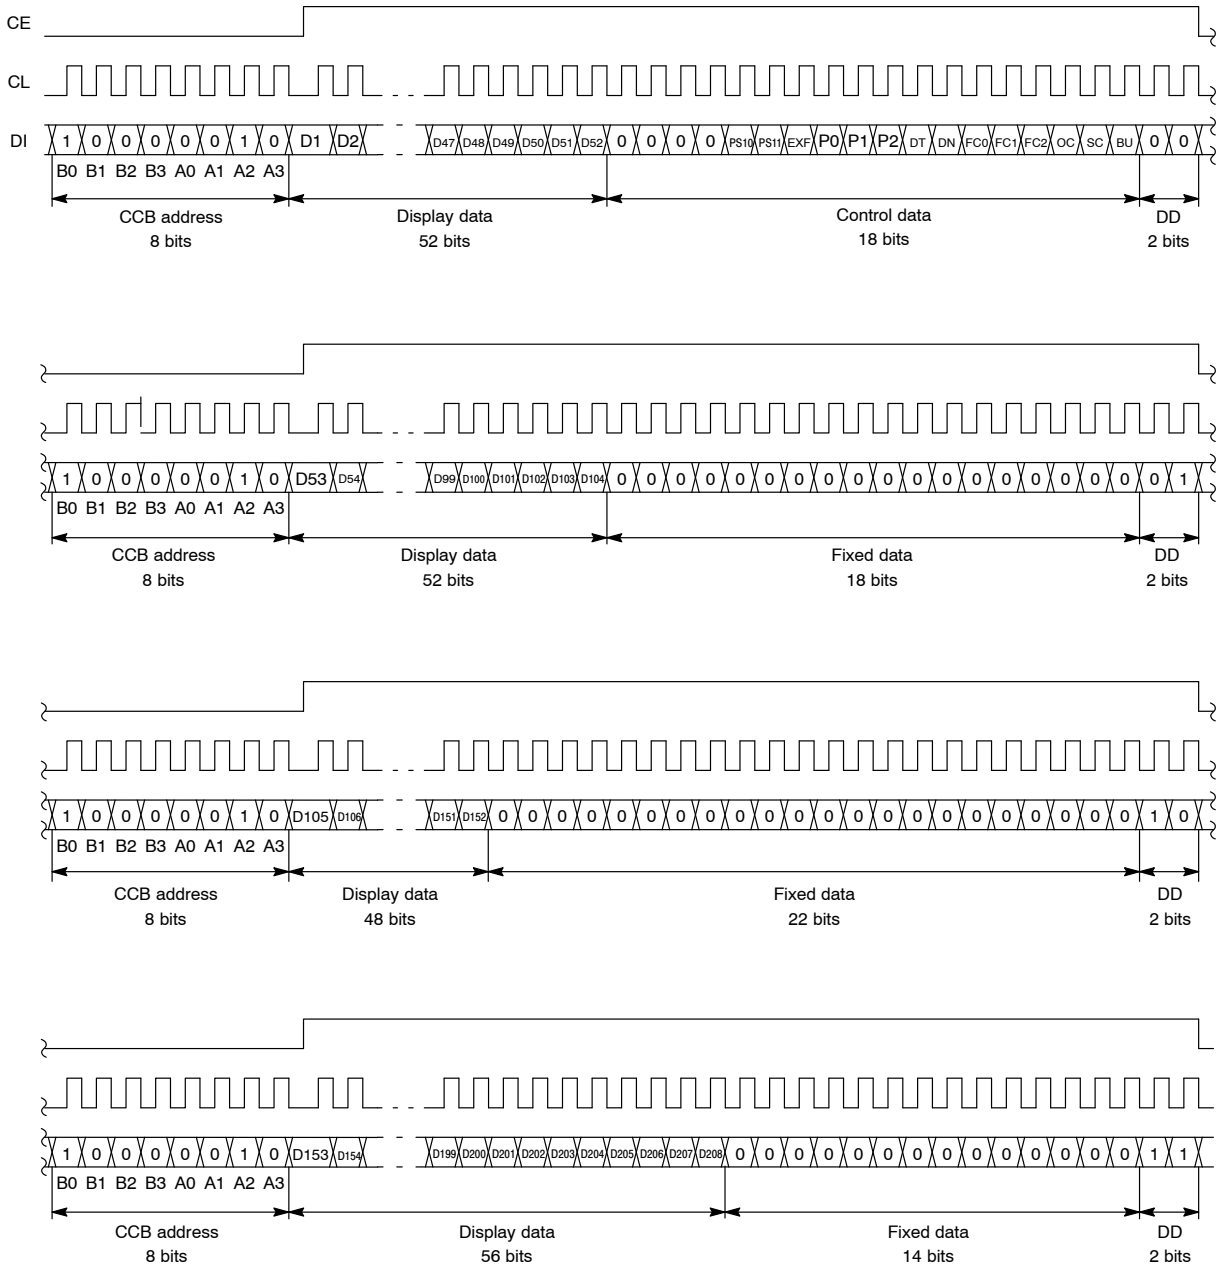 CE
CL
DI 1 0 0 0 0 0 1 0 D1 D2 D47 D48 D49 D50 D51 D52 0 0 0 0 PS10 PS11 EXF P0 P1 P2 DT DN FC0 FC1 FC2 OC SC BU 0 0
B0 B1 B2 B3 A0 A1 A2 A3
CCB address Display data Control data DD
8 bits 52 bits 18 bits 2 bits
1 0 0 0 0 0 1 0 D53 D54 D99 D100 D101 D102 D103 D104 0 0 0 0 0 0 0 0 0 0 0 0 0 0 0 0 0 0 0 1
B0 B1 B2 B3 A0 A1 A2 A3
CCB address Display data Fixed data DD
8 bits 52 bits 18 bits 2 bits
1 0 0 0 0 0 1 0 D105 D106 D151 D152 0 0 0 0 0 0 0 0 0 0 0 0 0 0 0 0 0 0 0 0 0 0 1 0
B0 B1 B2 B3 A0 A1 A2 A3
CCB address Display data Fixed data DD
8 bits 48 bits 22 bits 2 bits
1 0 0 0 0 0 1 0 D153 D154 D199 D200 D201 D202 D203 D204 D205 D206 D207 D208 0 0 0 0 0 0 0 0 0 0 0 0 0 0 1 1
B0 B1 B2 B3 A0 A1 A2 A3
CCB address Display data Fixed data DD
8 bits 56 bits 14 bits 2 bits